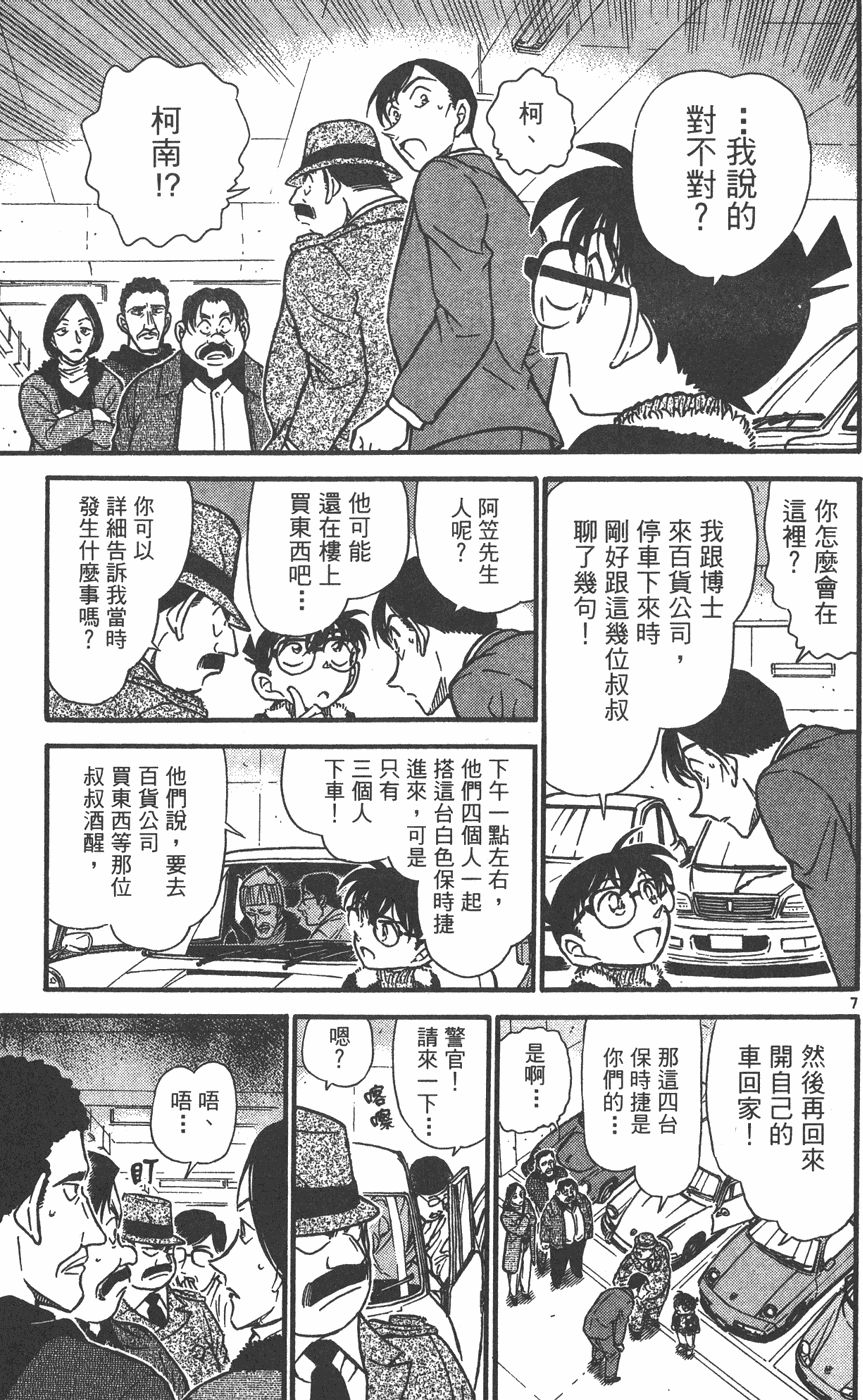 …我說的
對不對?
柯、
柯南!?
你怎麼會在
這裡?
我跟博士
來百貨公司，
停車下來時
剛好跟這幾位叔叔
聊了幾句!
阿笠先生
人呢?
他可能
還在樓上
買東西吧…
你可以
詳細告訴我當時
發生什麼事嗎?
下午一點左右，
他們四個人一起
搭這台白色保時捷
進來，可是
只有
三個人
下車!
他們說，要去
百貨公司
買東西等那位
叔叔酒醒，
7
然後再回來
開自己的
車回家!
那這四台
保時捷是
你們的…
是啊…
警官!
請來一下…
喀嚓
嗯?
唔、
唔…
盯